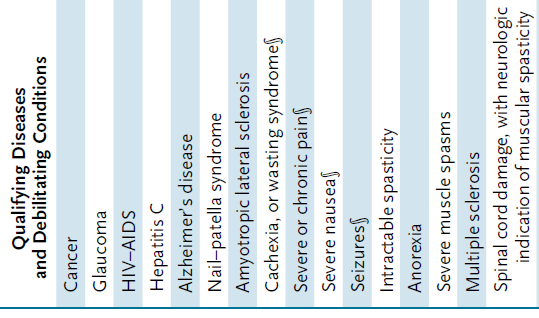 Qualifying Diseases
and Debilitating Conditions
Cancer
Glaucoma
HIV–AIDS
Hepatitis C
Alzheimer's disease
Nail–patella syndrome
Amyotropic lateral sclerosis
Cachexia, or wasting syndrome§
Severe or chronic pain§
Severe nausea§
Seizures§
Intractable spasticity
Anorexia
Severe muscle spasms
Multiple sclerosis
Spinal cord damage, with neurologic
indication of muscular spasticity